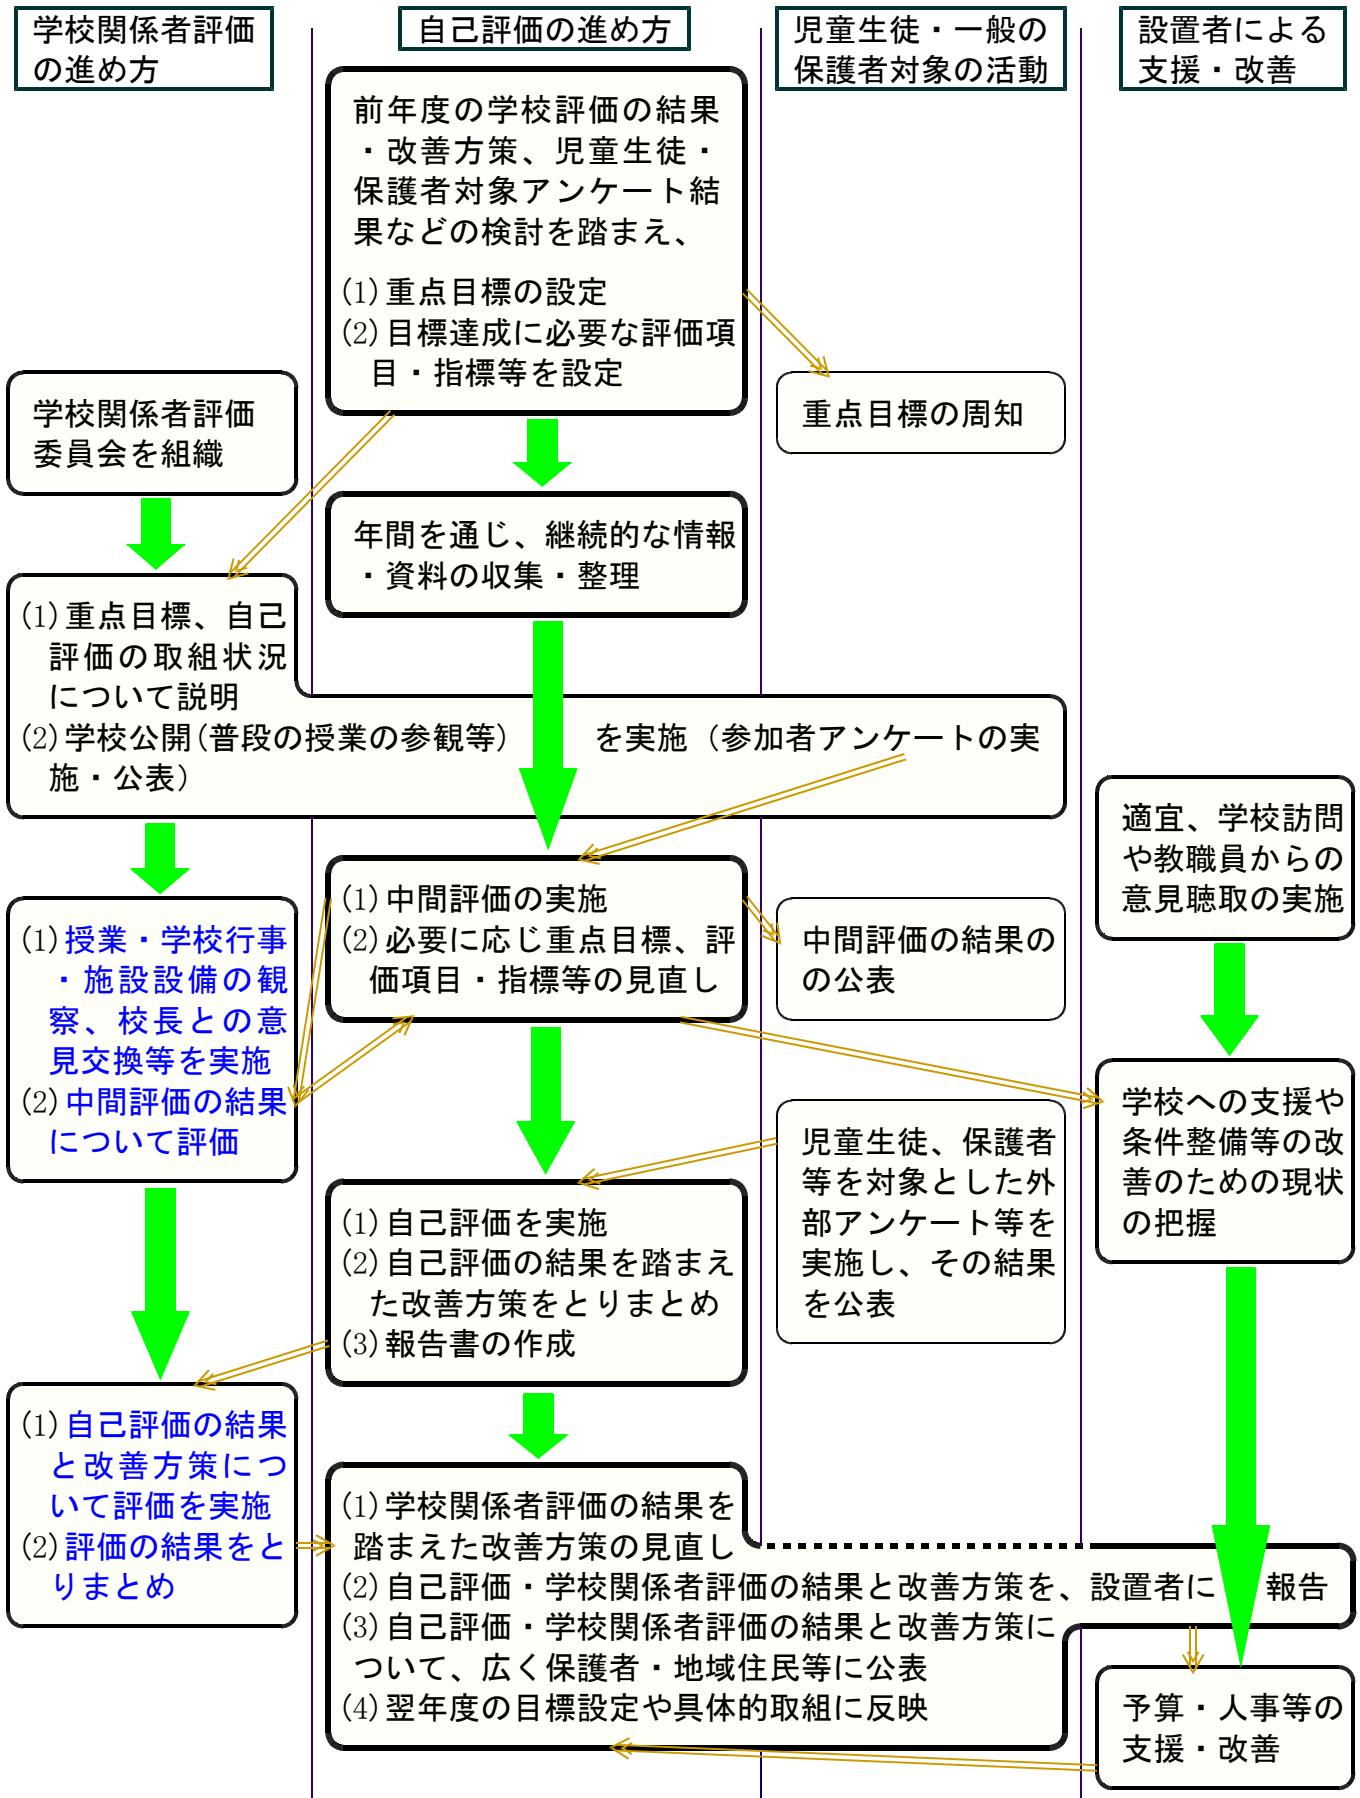 学校関係者評価
の進め方
自己評価の進め方
児童生徒・一般の
保護者対象の活動
設置者による
支援・改善
前年度の学校評価の結果
・改善方策、児童生徒・
保護者対象アンケート結
果などの検討を踏まえ、
(1)重点目標の設定
(2)目標達成に必要な評価項
目・指標等を設定
重点目標の周知
学校関係者評価
委員会を組織
年間を通じ、継続的な情報
・資料の収集・整理
(1)重点目標、自己
評価の取組状況
について説明
(2)学校公開(普段の授業の参観等) を実施(参加者アンケートの実
施・公表)
適宜、学校訪問
や教職員からの
意見聴取の実施
(1)中間評価の実施
(2)必要に応じ重点目標、評
価項目・指標等の見直し
中間評価の結果の
の公表
(1)授業・学校行事
・施設設備の観
察、校長との意
見交換等を実施
(2)中間評価の結果
について評価
学校への支援や
条件整備等の改
善のための現状
の把握
児童生徒、保護者
等を対象とした外
部アンケート等を
実施し、その結果
を公表
(1)自己評価を実施
(2)自己評価の結果を踏まえ
た改善方策をとりまとめ
(3)報告書の作成
(1)自己評価の結果
と改善方策につ
いて評価を実施
(2)評価の結果をと
りまとめ
(1)学校関係者評価の結果を
踏まえた改善方策の見直し
(2)自己評価・学校関係者評価の結果と改善方策を、設置者に 報告
(3)自己評価・学校関係者評価の結果と改善方策に
ついて、広く保護者・地域住民等に公表
(4)翌年度の目標設定や具体的取組に反映
予算・人事等の
支援・改善